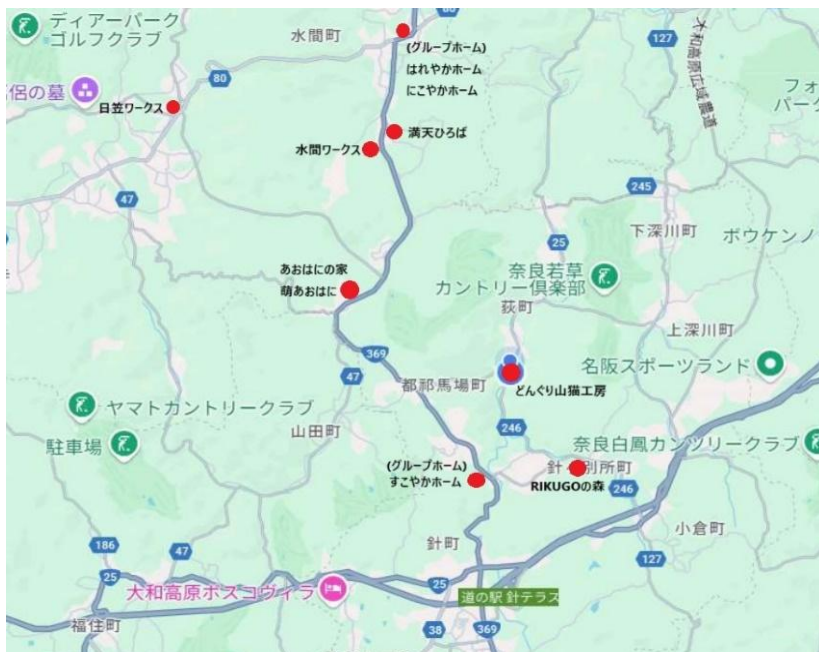 ディアーパーク
ゴルフクラブ
水間町
80
127
大和高原広域農道
(グループホーム)
はれやかホーム
にこやかホーム
80
侶の墓
日笠ワークス
満天ひろば
水間ワークス
47
245
下深川町
25
あおはにの家
萌あおはに
奈良若草
カントリー倶楽部
荻町
上深川町
369
47
都祁馬場町
どんぐり山猫工房
名阪スポーツランド
ヤマトカントリークラブ
山田町
駐車場
246
奈良白鳳カンツリークラブ
(グループホーム)
すこやかホーム
RIKUGOの森
246
小倉町
針町
186
47
127
25
25
大和高原ボスコヴィラ
道の駅 針テラス
福住町
38
369